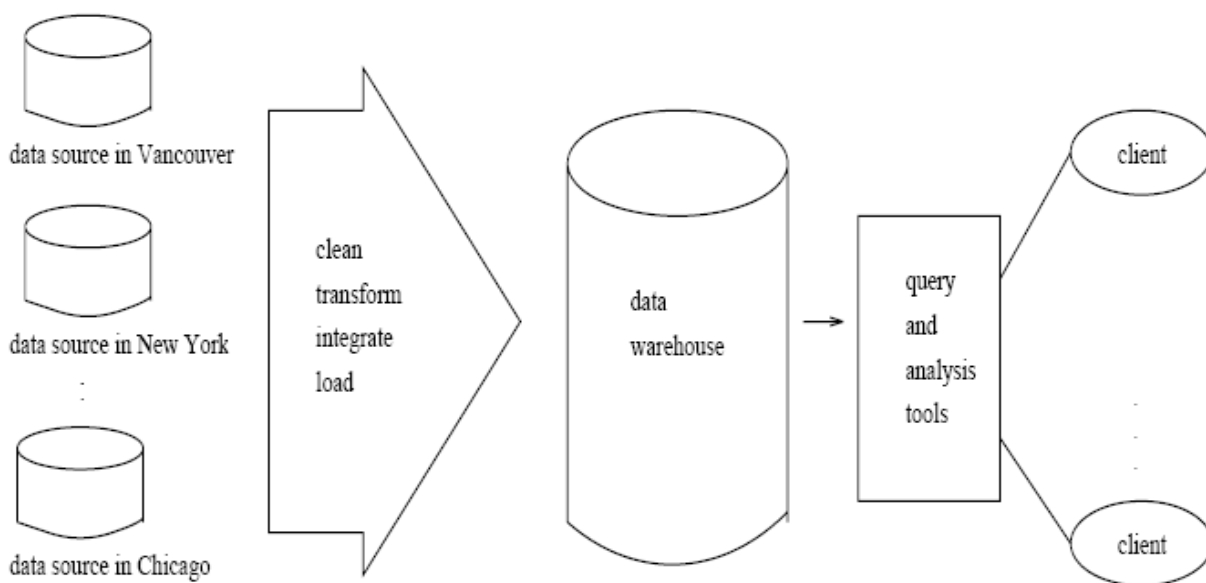 data source in Vancouver
data source in New York
.
.
data source in Chicago
clean
transform
integrate
load
data
warehouse
query
and
analysis
tools
client
.
.
.
client